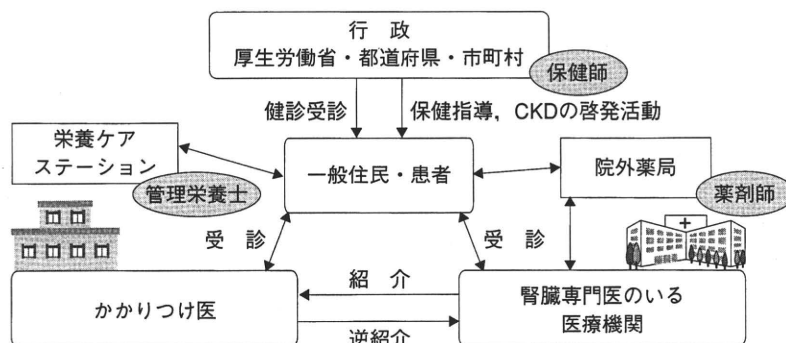 行 政
厚生労働省・都道府県・市町村
保健師
健診受診
保健指導，CKDの啓発活動
栄養ケア
ステーション
管理栄養士
一般住民・患者
院外薬局
薬剤師
受 診
受 診
かかりつけ医
紹 介
逆紹介
腎臓専門医のいる
医療機関